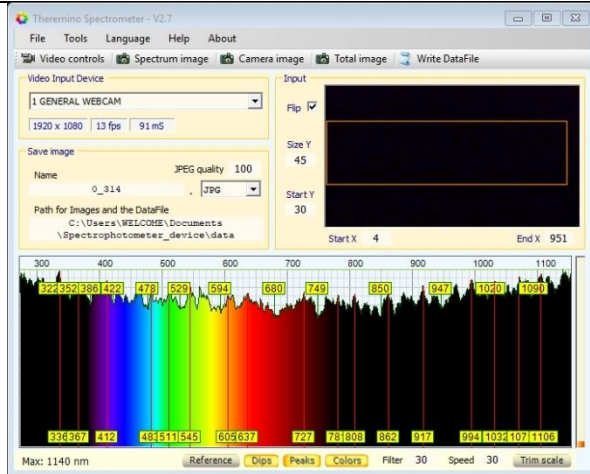 Theremino Spectrometer - V2.7
File Tools Language Help About
Video controls Spectrum image Camera image Total image Write DataFile
Video Input Device
1 GENERAL WEBCAM
1920 x 1080 13 fps 91 mS
Save image
Name JPEG quality 100
0_314 . JPG
Path for Images and the DataFile
C:\Users\WELCOME\Documents
\Spectrophotometer_device\data
Input
Flip
Size Y
45
Start Y
30
Start X 4 End X 951
300 400 500 600 700 800 900 1000 1100
322 352 386 422 478 529 594 680 749 850 947 1020 1090
336 367 412 483 511 545 605 637 727 781 808 862 917 994 1032 107 1106
Max: 1140 nm Reference Dips Peaks Colors Filter 30 Speed 30 Trim scale